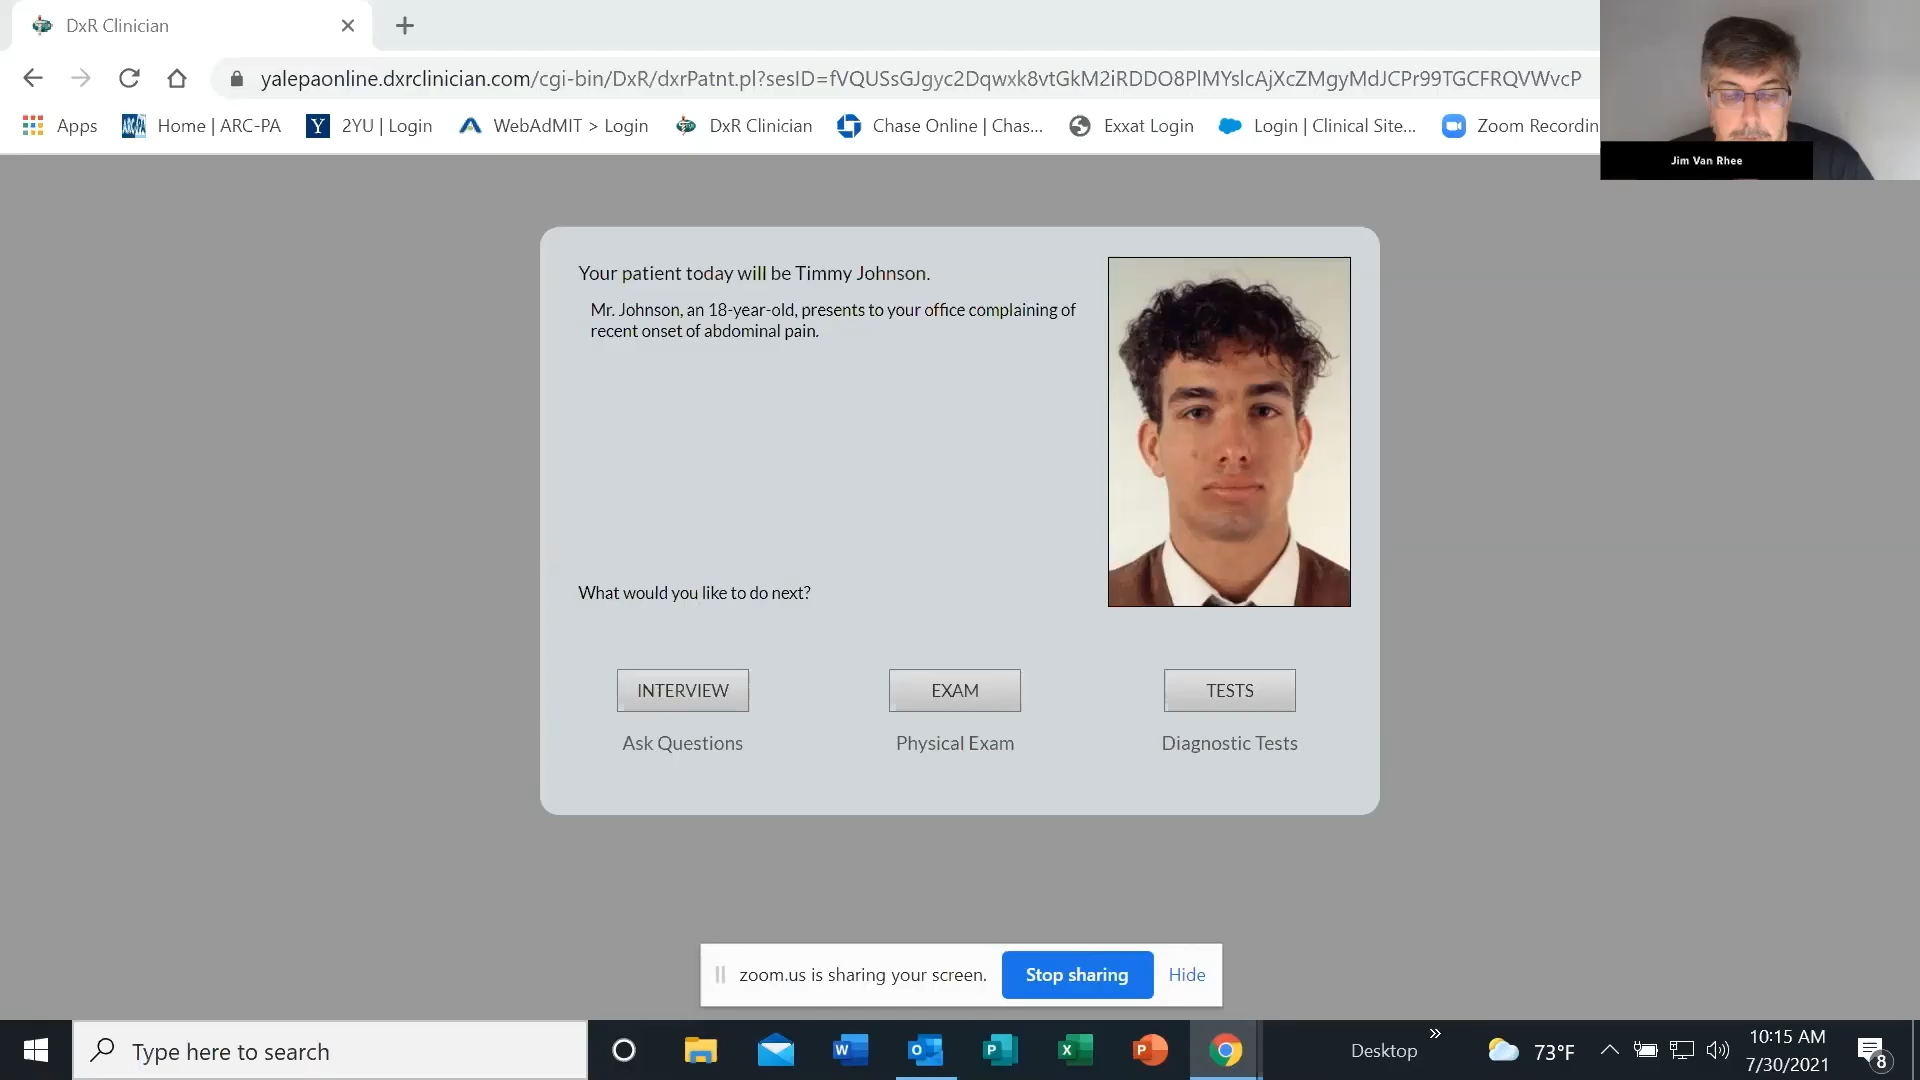 DxR Clinician
yalepaonline.dxrclinician.com/cgi-bin/DxR/dxrPatnt.pl?sesID=fVQUSsGJgyc2Dqwxk8vtGkM2iRDDO8PlMYslcAjXcZMgyMdJCPr99TGCFRQVWvcP
Apps
Home | ARC-PA
Y
2YU | Login
WebAdMIT > Login
DxR Clinician
Chase Online | Chas...
Exxat Login
Login | Clinical Site...
Zoom Recordin
Jim Van Rhee
Your patient today will be Timmy Johnson.
Mr. Johnson, an 18-year-old, presents to your office complaining of
recent onset of abdominal pain.
What would you like to do next?
INTERVIEW
EXAM
TESTS
Ask Questions
Physical Exam
Diagnostic Tests
zoom.us is sharing your screen.
Stop sharing
Hide
Type here to search
Desktop
73°F
10:15 AM
7/30/2021
8